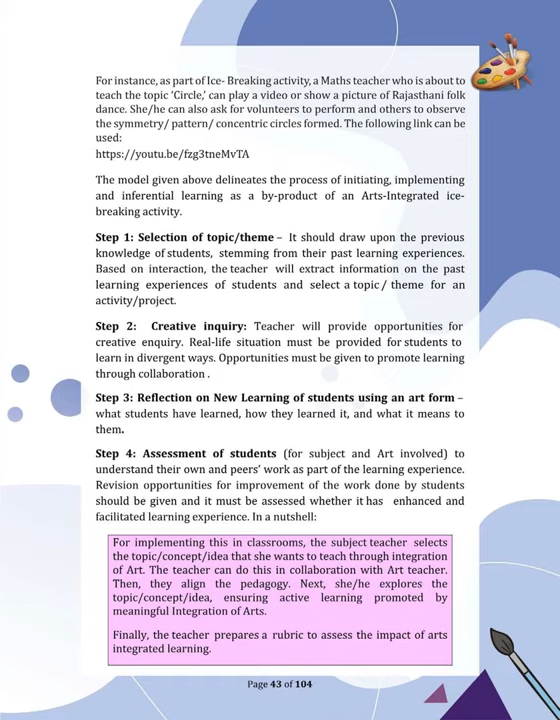 For instance, as part of Ice- Breaking activity, a Maths teacher who is about to
teach the topic ‘Circle,’ can play a video or show a picture of Rajasthani folk
dance. She/he can also ask for volunteers to perform and others to observe
the symmetry/ pattern/ concentric circles formed. The following link can be
used:
https://youtu.be/fzg3tneMvTA
The model given above delineates the process of initiating, implementing
and inferential learning as a by-product of an Arts-Integrated ice-
breaking activity.
Step 1: Selection of topic/theme – It should draw upon the previous
knowledge of students, stemming from their past learning experiences.
Based on interaction, the teacher will extract information on the past
learning experiences of students and select a topic / theme for an
activity/project.
Step 2: Creative inquiry: Teacher will provide opportunities for
creative enquiry. Real-life situation must be provided for students to
learn in divergent ways. Opportunities must be given to promote learning
through collaboration .
Step 3: Reflection on New Learning of students using an art form –
what students have learned, how they learned it, and what it means to
them.
Step 4: Assessment of students (for subject and Art involved) to
understand their own and peers’ work as part of the learning experience.
Revision opportunities for improvement of the work done by students
should be given and it must be assessed whether it has enhanced and
facilitated learning experience. In a nutshell:
For implementing this in classrooms, the subject teacher selects
the topic/concept/idea that she wants to teach through integration
of Art. The teacher can do this in collaboration with Art teacher.
Then, they align the pedagogy. Next, she/he explores the
topic/concept/idea, ensuring active learning promoted by
meaningful Integration of Arts.
Finally, the teacher prepares a rubric to assess the impact of arts
integrated learning.
Page 43 of 104